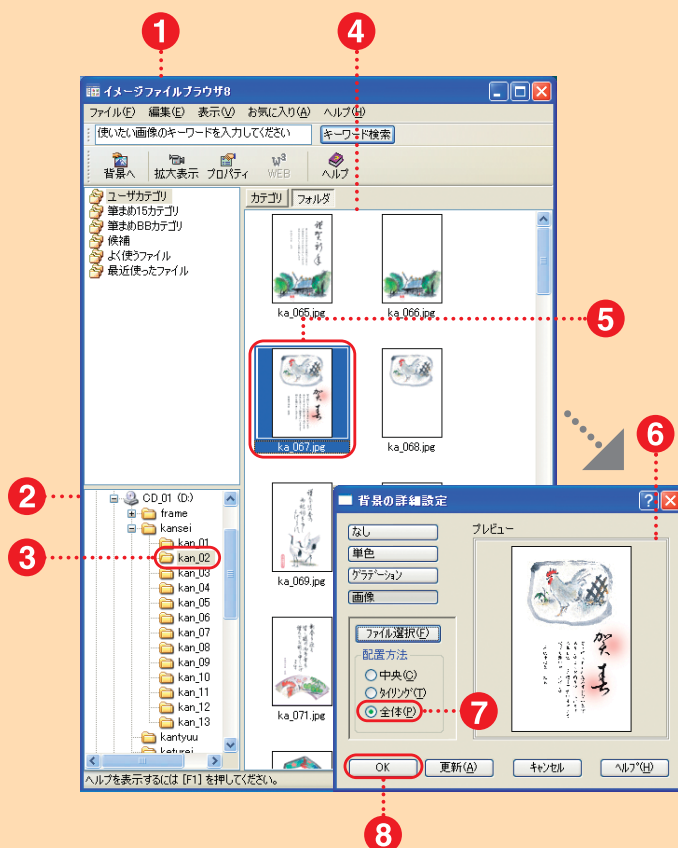 1
4
イメージファイルブラウザ8
ファイル(F) 編集(E) 表示(V) お気に入り(A) ヘルプ(H)
使いたい画像のキーワードを入力してください キーワード検索
背景へ 拡大表示 プロパティ WEB ヘルプ
ユーザカテゴリ
筆まめ15カテゴリ
筆まめBBカテゴリ
候補
よく使うファイル
最近使ったファイル
カテゴリ フォルダ
謹賀新年
ka_065.jpg ka_066.jpg
5
賀春
ka_067.jpg ka_068.jpg
6
2
CD_01 (D:)
frame
kansei
kan_01
3
kan_02
kan_03
kan_04
kan_05
kan_06
kan_07
kan_08
kan_09
kan_10
kan_11
kan_12
kan_13
kantyuu
keturei
ka_069.jpg
ka_071.jpg
ヘルプを表示するには [F1] を押してください。
背景の詳細設定
なし
単色
グラデーション
画像
ファイル選択(F)
配置方法
中央(C)
タイリング(T)
全体(P)
7
プレビュー
賀春
OK 更新(A) キャンセル ヘルプ(H)
8